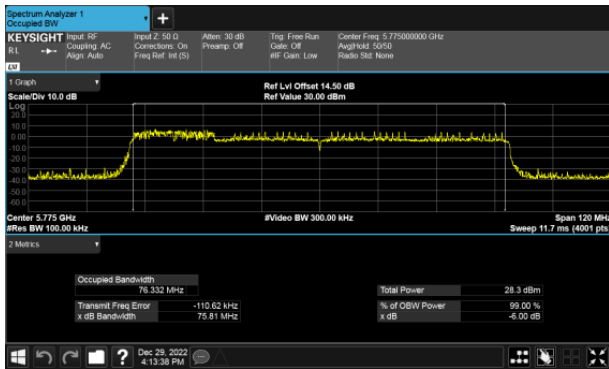 Spectrum Analyzer 1
Occupied BW
+
KEYSIGHT Input: RF Input Z: 50 Ω Atten: 30 dB Trig: Free Run Center Freq: 5.775000000 GHz
RL Coupling: AC Corrections: On Preamp: Off Gate: Off Avg|Hold: 50/50
Align: Auto Freq Ref: Int (S) #IF Gain: Low Radio Std: None
LXI
1 Graph
Ref Lvl Offset 14.50 dB
Scale/Div 10.0 dB Ref Value 30.00 dBm
Log
20.0
10.0
0.00
-10.0
-20.0
-30.0
-40.0
-50.0
-60.0
Center 5.775 GHz #Video BW 300.00 kHz Span 120 MHz
#Res BW 100.00 kHz Sweep 11.7 ms (4001 pts
2 Metrics
Occupied Bandwidth
76.332 MHz Total Power 28.3 dBm
Transmit Freq Error -110.62 kHz % of OBW Power 99.00 %
x dB Bandwidth 75.81 MHz x dB -6.00 dB
? Dec 29, 2022
4:13:38 PM